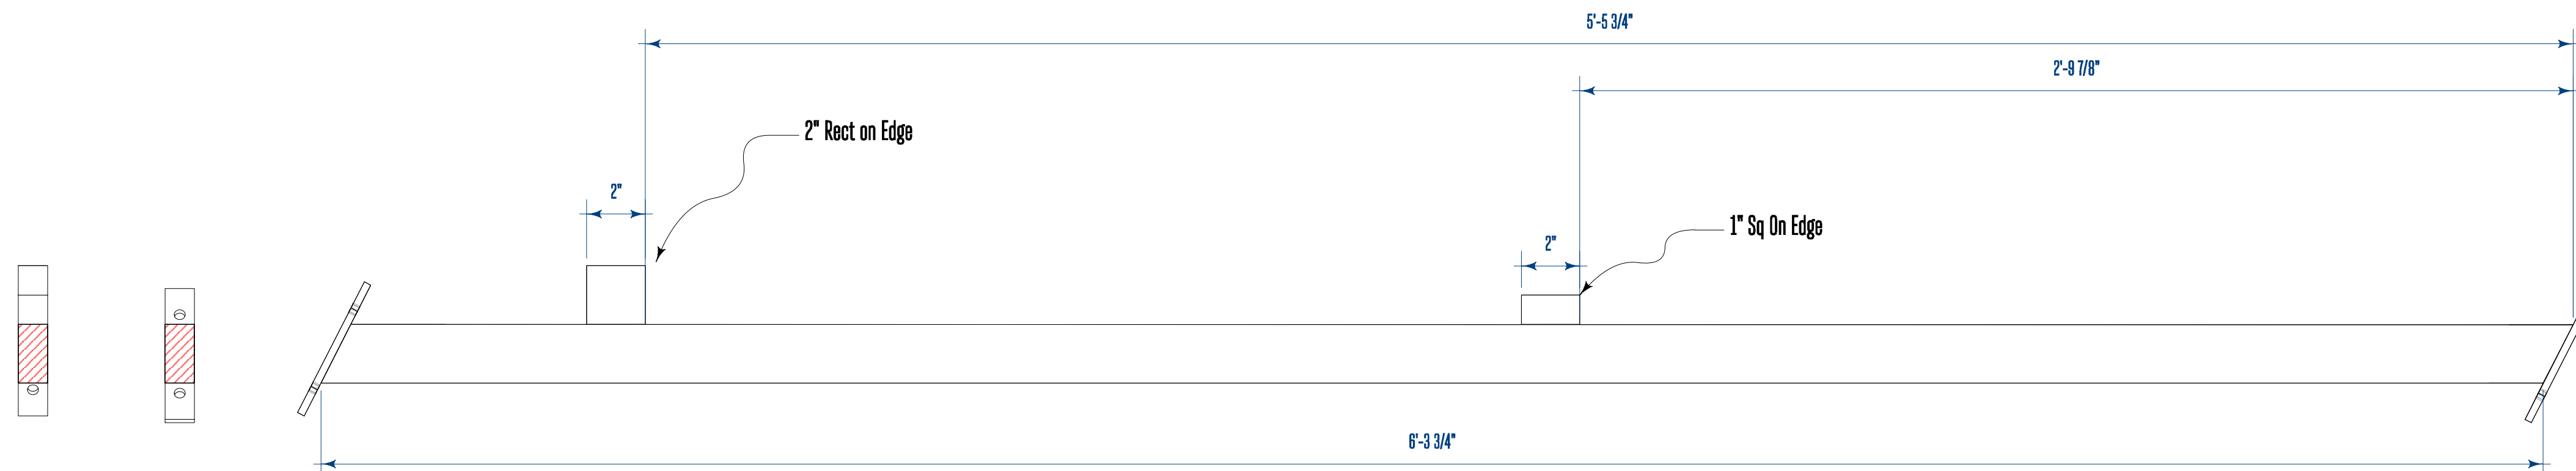 5'-5 3/4"
2'-9 7/8"
2" Rect on Edge
2"
1" Sq On Edge
2"
6'-3 3/4"